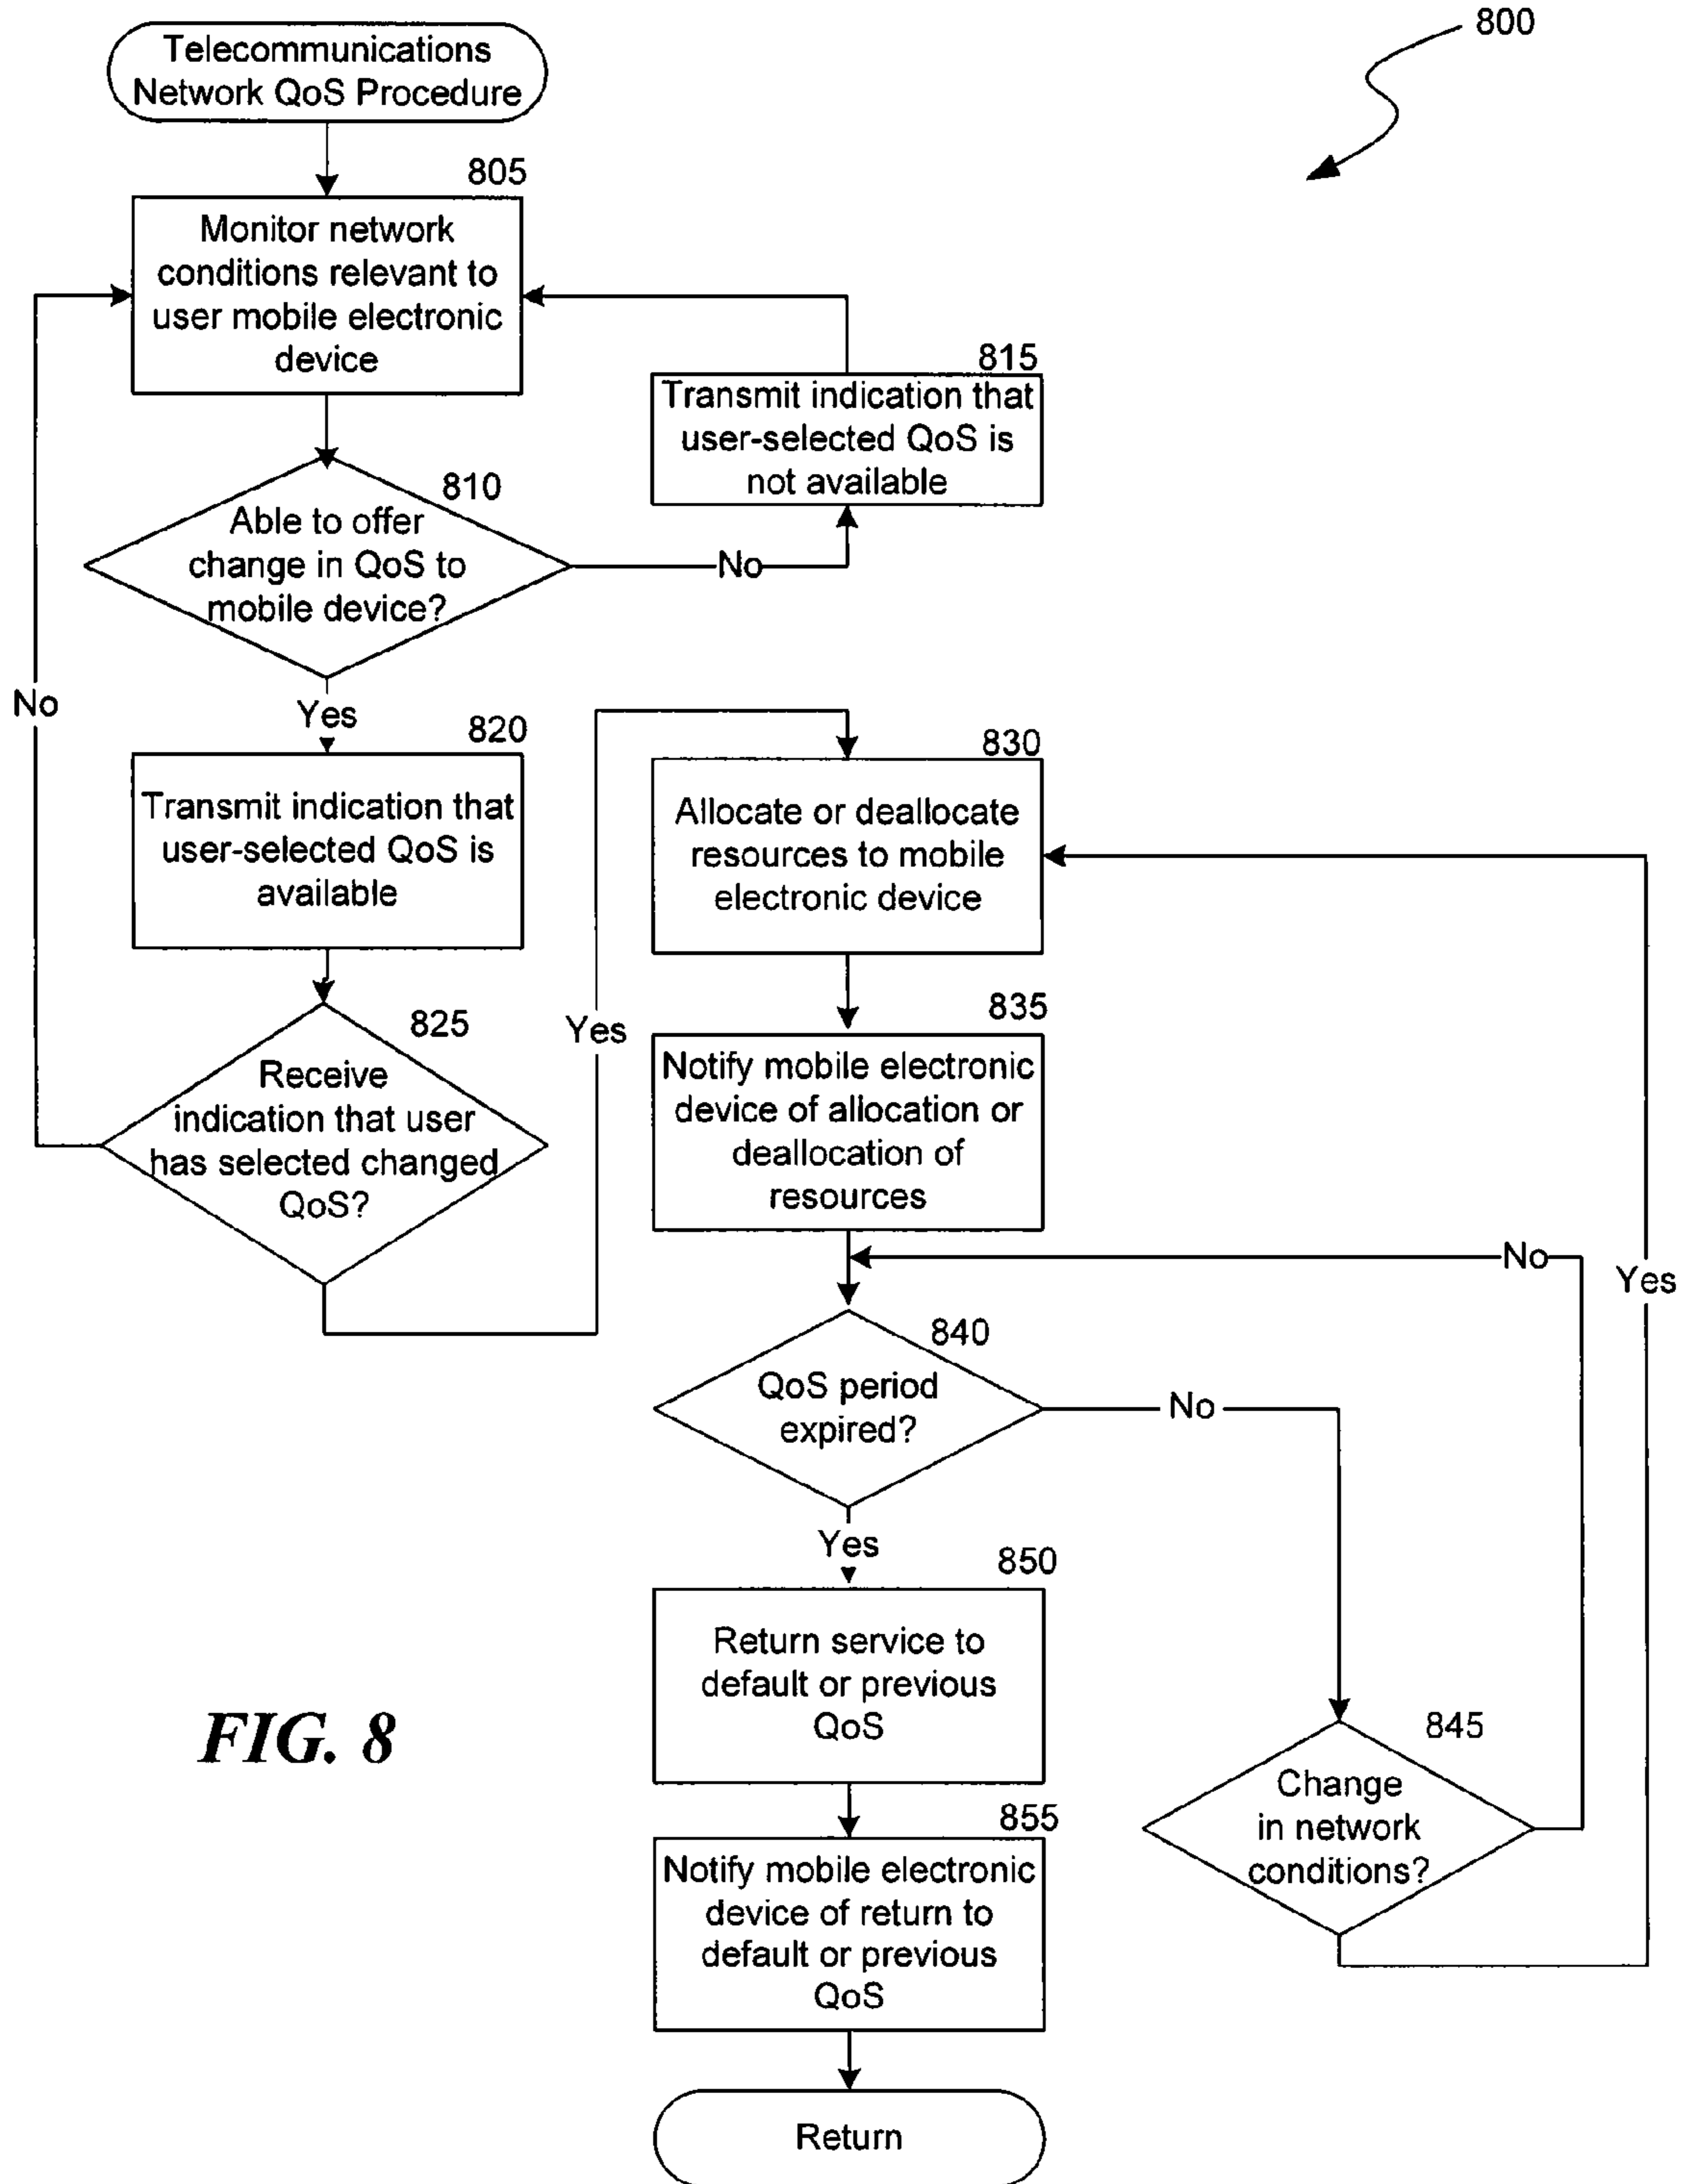 800
Telecommunications
Network QoS Procedure
805
Monitor network
conditions relevant to
user mobile electronic
device
815
Transmit indication that
user-selected QoS is
not available
810
Able to offer
change in QoS to
mobile device?
No
No
Yes
820
Transmit indication that
user-selected QoS is
available
825
Receive
indication that user
has selected changed
QoS?
Yes
830
Allocate or deallocate
resources to mobile
electronic device
835
Notify mobile electronic
device of allocation or
deallocation of
resources
No
Yes
840
QoS period
expired?
No
Yes
850
Return service to
default or previous
QoS
845
Change
in network
conditions?
855
Notify mobile electronic
device of return to
default or previous
QoS
Return
FIG. 8